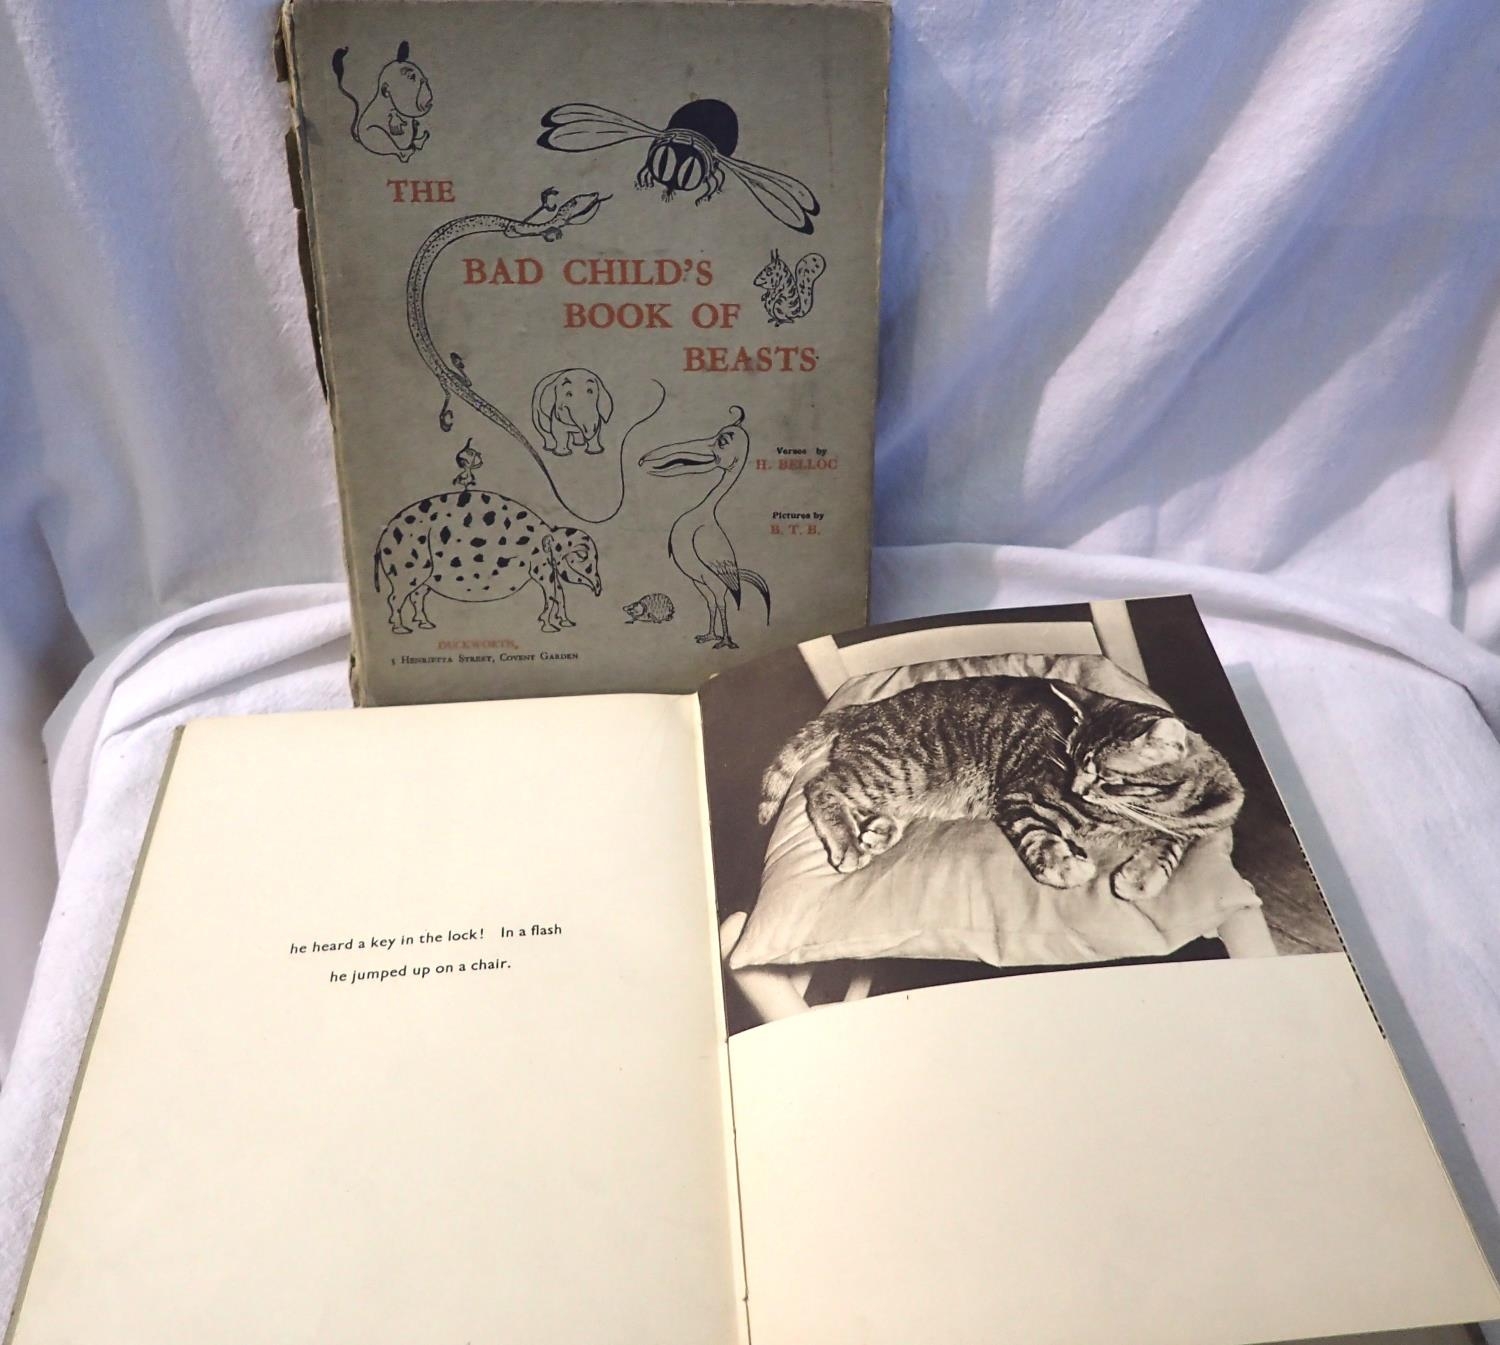 THE
BAD CHILD'S
BOOK OF
BEASTS
Verses by
H. BELLOC
Pictures by
B. T. B.
DUCKWORTH,
3 HENRIETTA STREET, COVENT GARDEN
he heard a key in the lock! In a flash
he jumped up on a chair.